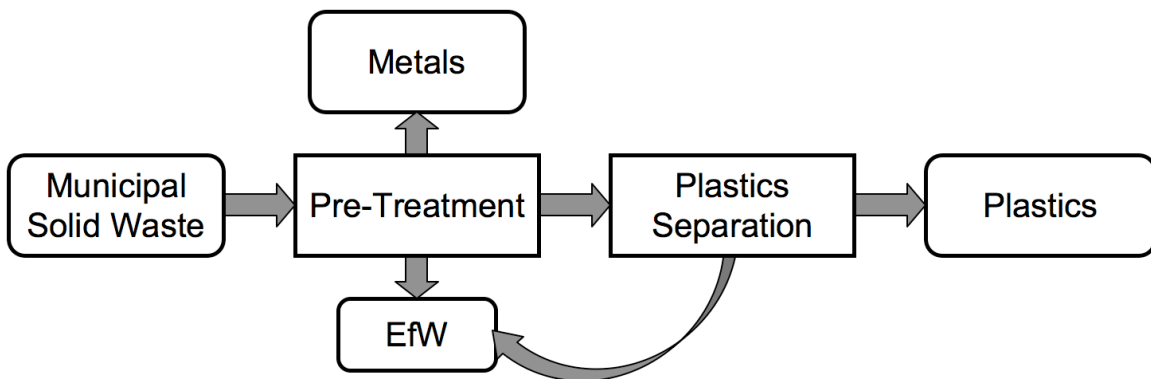 Metals
Municipal
Solid Waste
Pre-Treatment
Plastics
Separation
Plastics
EfW